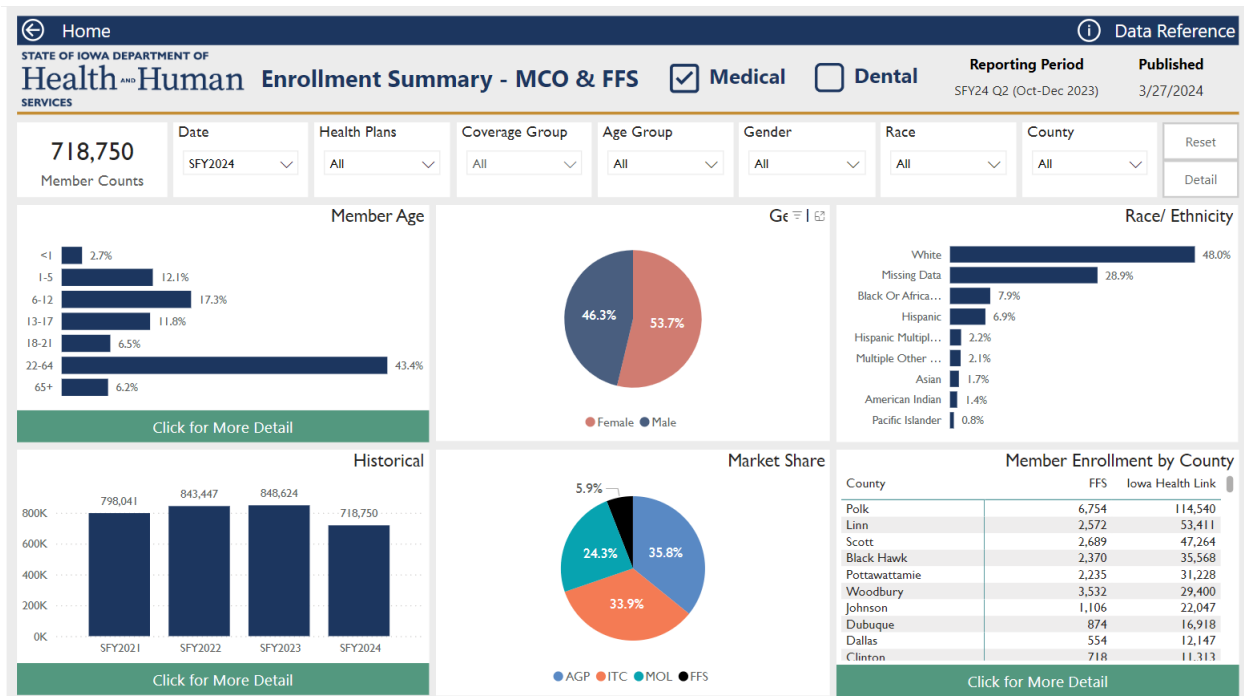 Home
Data Reference
STATE OF IOWA DEPARTMENT OF
Health AND Human
SERVICES
Enrollment Summary - MCO & FFS
Medical
Dental
Reporting Period
SFY24 Q2 (Oct-Dec 2023)
Published
3/27/2024
718,750
Member Counts
Date
SFY2024
Health Plans
All
Coverage Group
All
Age Group
All
Gender
All
Race
All
County
All
Reset
Detail
Member Age
<1 2.7%
1-5 12.1%
6-12 17.3%
13-17 11.8%
18-21 6.5%
22-64 43.4%
65+ 6.2%
Click for More Detail
46.3%
53.7%
Female Male
Race/ Ethnicity
White 48.0%
Missing Data 28.9%
Black Or Africa... 7.9%
Hispanic 6.9%
Hispanic Multipl... 2.2%
Multiple Other ... 2.1%
Asian 1.7%
American Indian 1.4%
Pacific Islander 0.8%
Historical
798,041
843,447
848,624
718,750
800K
600K
400K
200K
0K
SFY2021 SFY2022 SFY2023 SFY2024
Click for More Detail
Market Share
5.9%
24.3%
35.8%
33.9%
AGP ITC MOL FFS
Member Enrollment by County
County FFS Iowa Health Link
Polk 6,754 114,540
Linn 2,572 53,411
Scott 2,689 47,264
Black Hawk 2,370 35,568
Pottawattamie 2,235 31,228
Woodbury 3,532 29,400
Johnson 1,106 22,047
Dubuque 874 16,918
Dallas 554 12,147
Clinton 718 11,313
Click for More Detail